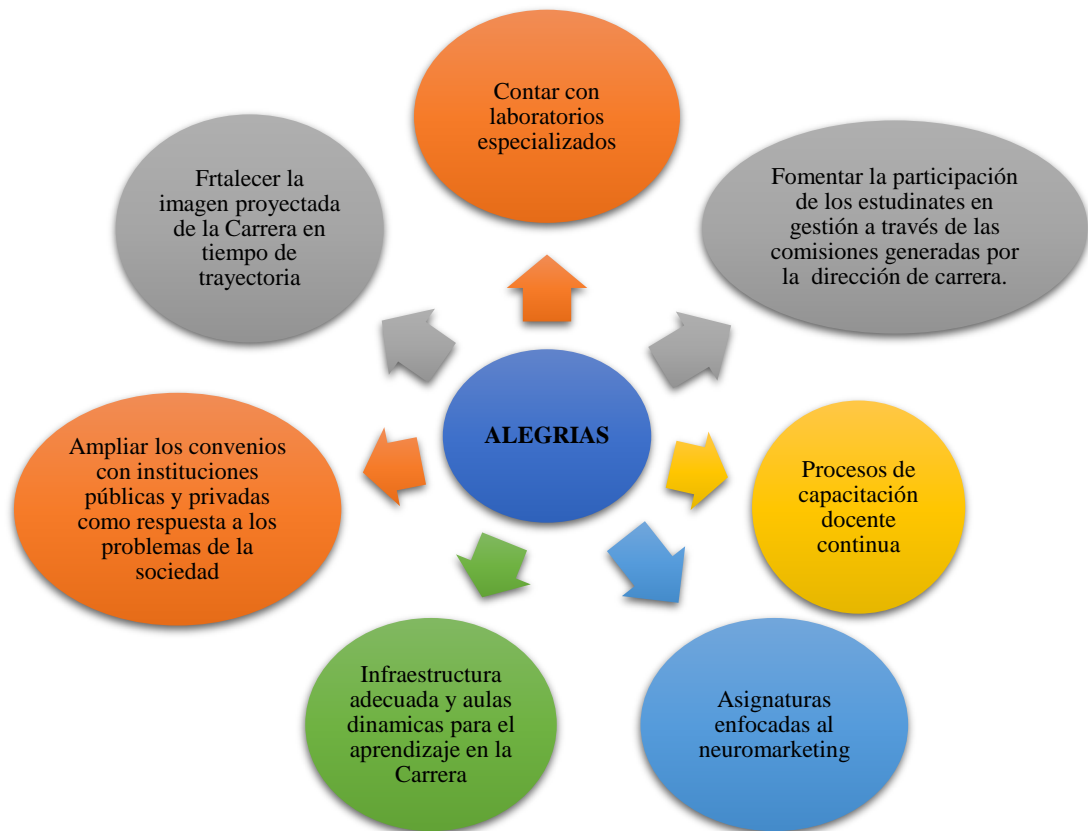 Contar con
laboratorios
especializados
Fomentar la participación
de los estudinates en
gestión a través de las
comisiones generadas por
la dirección de carrera.
Procesos de
capacitación
docente
continua
Asignaturas
enfocadas al
neuromarketing
Infraestructura
adecuada y aulas
dinamicas para el
aprendizaje en la
Carrera
Ampliar los convenios
con instituciones
públicas y privadas
como respuesta a los
problemas de la
sociedad
Frtalecer la
imagen proyectada
de la Carrera en
tiempo de
trayectoria
ALEGRIAS